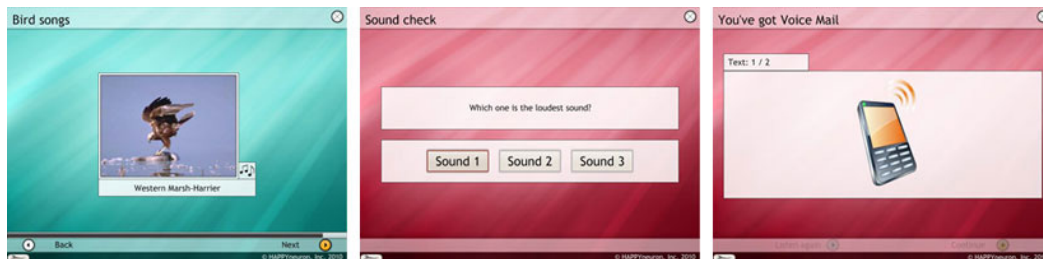 Bird songs
Western Marsh-Harrier
Back
Next
© HAPPYneuron, Inc. 2010
Sound check
Which one is the loudest sound?
Sound 1
Sound 2
Sound 3
© HAPPYneuron, Inc. 2010
You've got Voice Mail
Text: 1 / 2
Listen again
Continue
© HAPPYneuron, Inc. 2010